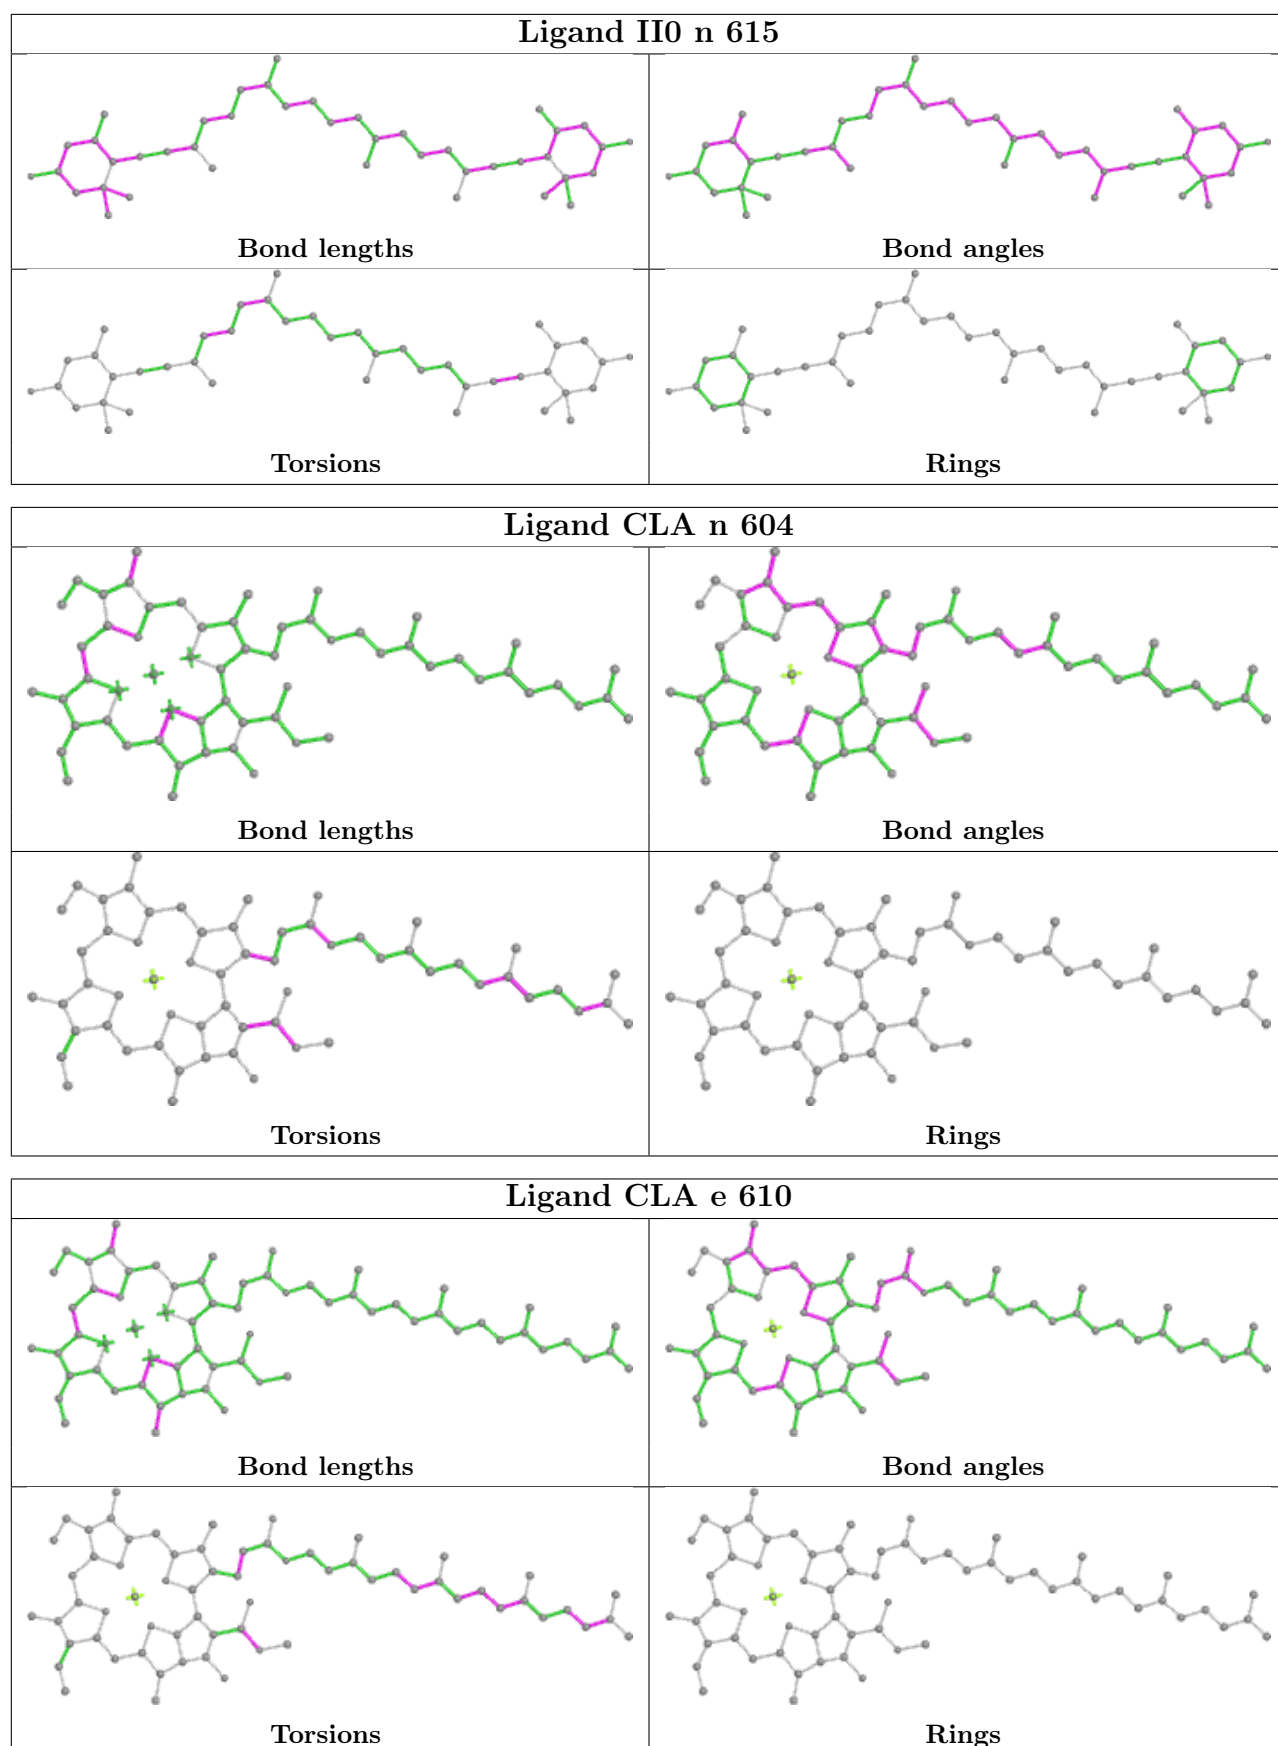 Ligand II0 n 615
Bond lengths
Bond angles
Torsions
Rings
Ligand CLA n 604
Bond lengths
Bond angles
Torsions
Rings
Ligand CLA e 610
Bond lengths
Bond angles
Torsions
Rings